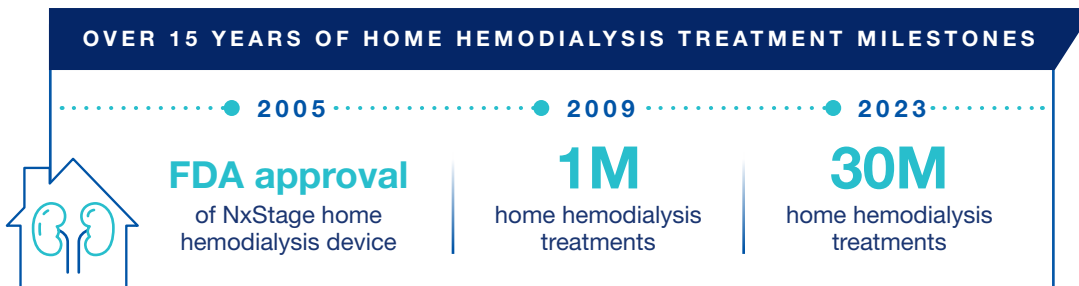 OVER 15 YEARS OF HOME HEMODIALYSIS TREATMENT MILESTONES
2005
FDA approval
of NxStage home
hemodialysis device
2009
1M
home hemodialysis
treatments
2023
30M
home hemodialysis
treatments